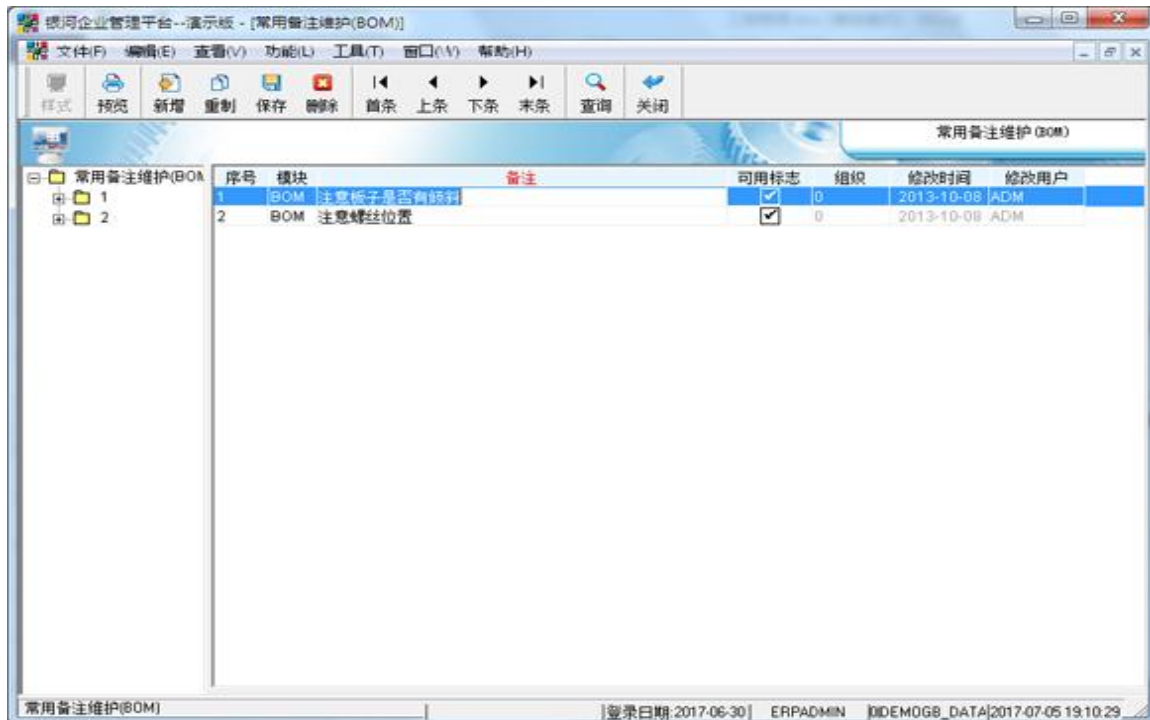 银河企业管理平台--演示板 - [常用备注维护(BOM)]
文件(F) 编辑(E) 查看(V) 功能(L) 工具(T) 窗口(W) 帮助(H)
样式 预览 新增 重制 保存 删除 首条 上条 下条 末条 查询 关闭
常用备注维护(BOM)
常用备注维护(BOM 序号 模块 备注 可用标志 组织 修改时间 修改用户
1 1 BOM 注意板子是否有倾斜 0 2013-10-08 ADM
2 2 BOM 注意螺丝位置 0 2013-10-08 ADM
常用备注维护(BOM) 登录日期:2017-06-30 ERPADMIN DEMOGB_DATA 2017-07-05 19:10:29